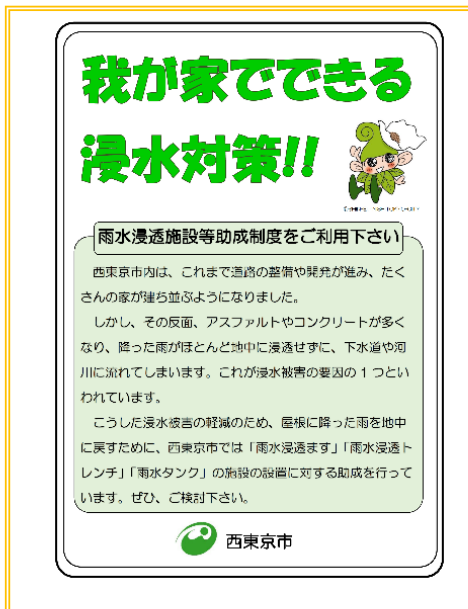 我が家でできる
浸水対策!!
雨水浸透施設等助成制度をご利用下さい
西東京市内は、これまで道路の整備や開発が進み、たく
さんの家が建ち並ぶようになりました。
しかし、その反面、アスファルトやコンクリートが多く
なり、降った雨がほとんど地中に浸透せずに、下水道や河
川に流れてしまいます。これが浸水被害の要因の 1 つとい
われています。
こうした浸水被害の軽減のため、屋根に降った雨を地中
に戻すために、西東京市では「雨水浸透ます」「雨水浸透ト
レンチ」「雨水タンク」の施設の設置に対する助成を行って
います。ぜひ、ご検討下さい。
西東京市